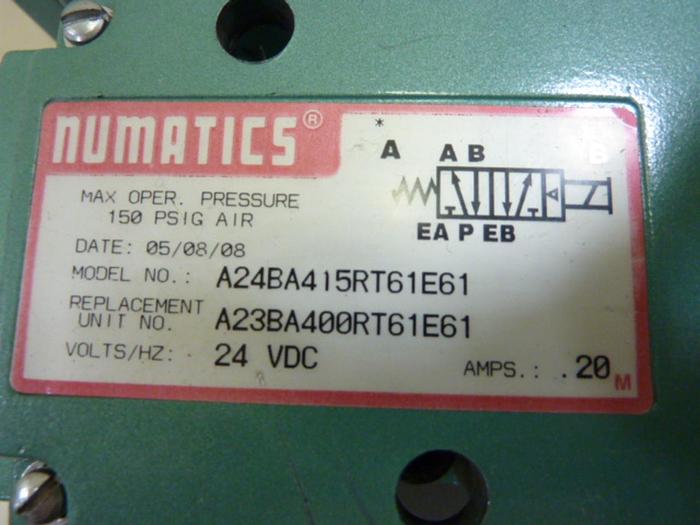 NUMATICS®
*
A A B B
EA P EB
MAX OPER. PRESSURE
150 PSIG AIR
DATE: 05/08/08
MODEL NO.: A24BA415RT61E61
REPLACEMENT
UNIT NO. A23BA400RT61E61
VOLTS/HZ: 24 VDC
AMPS.: .20
M